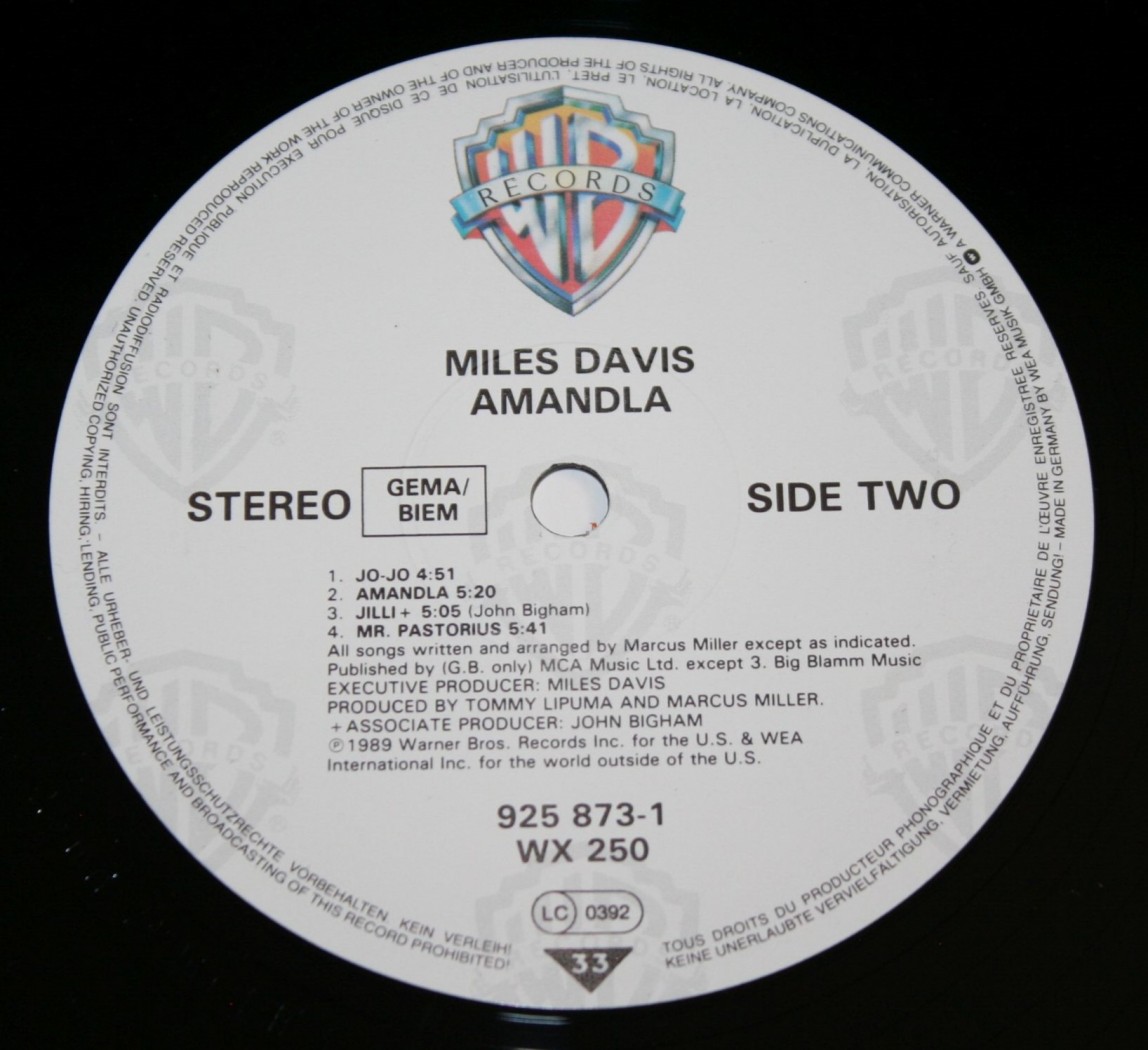 WB
RECORDS
MILES DAVIS
AMANDLA
STEREO
GEMA/
BIEM
SIDE TWO
1. JO-JO 4:51
2. AMANDLA 5:20
3. JILLI + 5:05 (John Bigham)
4. MR. PASTORIUS 5:41
All songs written and arranged by Marcus Miller except as indicated.
Published by (G.B. only) MCA Music Ltd. except 3. Big Blamm Music
EXECUTIVE PRODUCER: MILES DAVIS
PRODUCED BY TOMMY LIPUMA AND MARCUS MILLER.
+ ASSOCIATE PRODUCER: JOHN BIGHAM
℗1989 Warner Bros. Records Inc. for the U.S. & WEA
International Inc. for the world outside of the U.S.
925 873-1
WX 250
LC 0392
33
TOUS DROITS DU PRODUCTEUR PHONOGRAPHIQUE ET DU PROPRIETAIRE DE L'ŒUVRE ENREGISTREE RESERVES. SAUF AUTORISATION, LA DUPLICATION, LA LOCATION, LE PRET, L'UTILISATION DE CE DISQUE POUR EXECUTION PUBLIQUE ET RADIODIFFUSION SONT INTERDITS. – ALLE URHEBER- UND LEISTUNGSSCHUTZRECHTE VORBEHALTEN. KEIN VERLEIH!
KEINE UNERLAUBTE VERVIELFÄLTIGUNG, VERMIETUNG, AUFFÜHRUNG, SENDUNG! – MADE IN GERMANY BY WEA MUSIK GMBH A WARNER COMMUNICATIONS COMPANY. ALL RIGHTS OF THE PRODUCER AND OF THE OWNER OF THE WORK REPRODUCED RESERVED. UNAUTHORIZED COPYING, HIRING, LENDING, PUBLIC PERFORMANCE AND BROADCASTING OF THIS RECORD PROHIBITED!